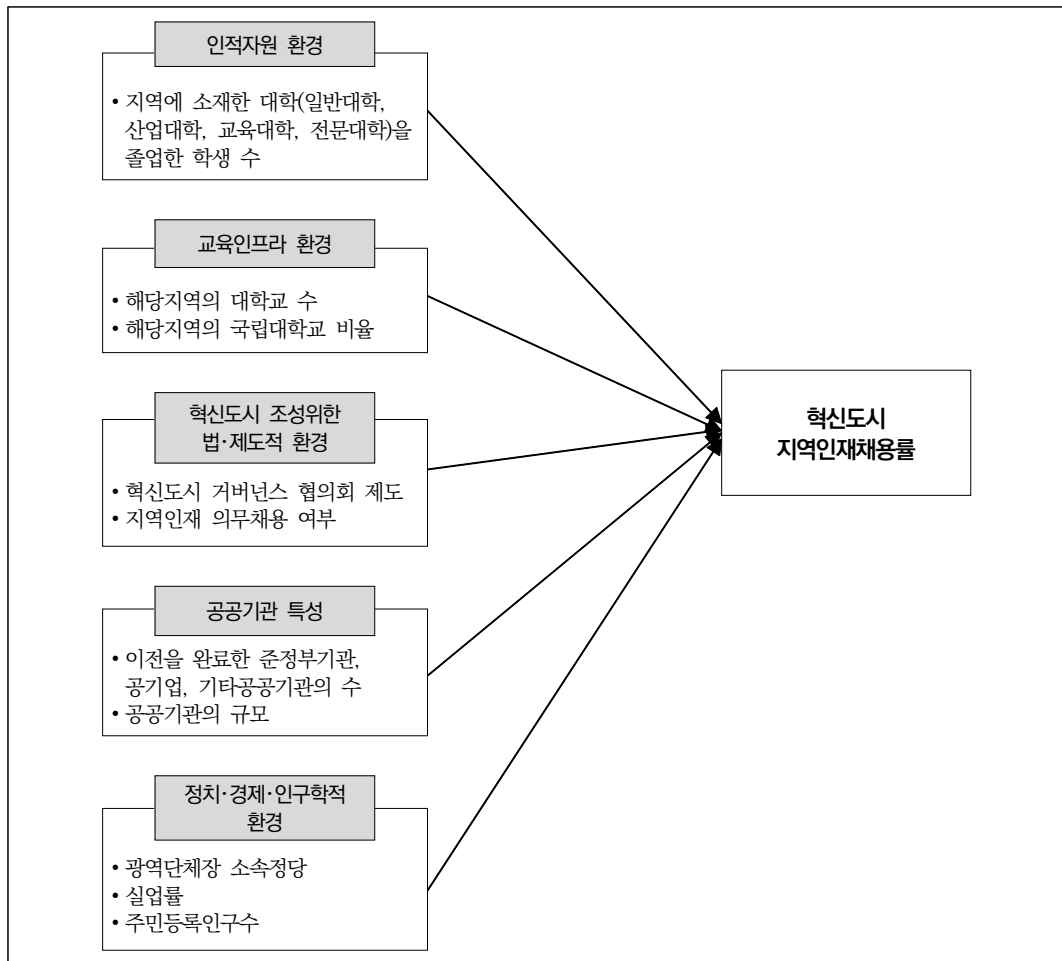 인적자원 환경
• 지역에 소재한 대학(일반대학,
산업대학, 교육대학, 전문대학)을
졸업한 학생 수
교육인프라 환경
• 해당지역의 대학교 수
• 해당지역의 국립대학교 비율
혁신도시 조성위한
법·제도적 환경
• 혁신도시 거버넌스 협의회 제도
• 지역인재 의무채용 여부
공공기관 특성
• 이전을 완료한 준정부기관,
공기업, 기타공공기관의 수
• 공공기관의 규모
정치·경제·인구학적
환경
• 광역단체장 소속정당
• 실업률
• 주민등록인구수
혁신도시
지역인재채용률